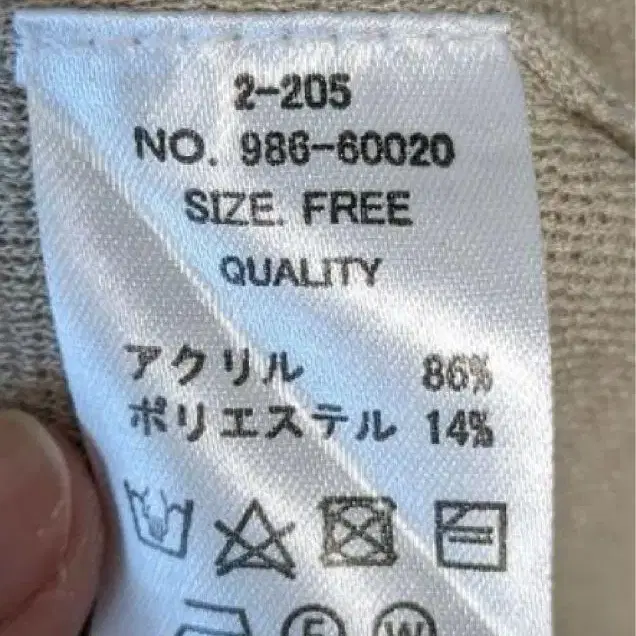 2-205
NO. 986-60020
SIZE. FREE
QUALITY
アクリル 86%
ポリエステル 14%
F W